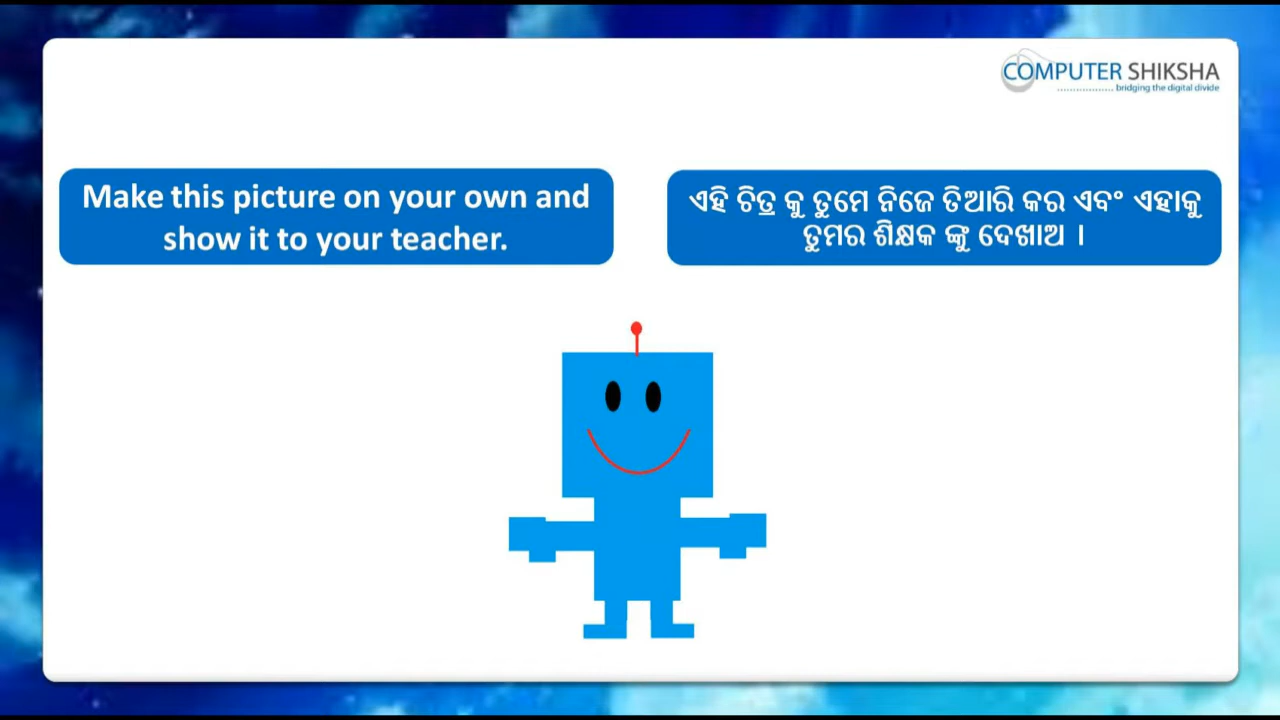 COMPUTER SHIKSHA
bridging the digital divide
Make this picture on your own and
show it to your teacher.
ଏହି ଚିତ୍ର କୁ ତୁମେ ନିଜେ ତିଆରି କର ଏବଂ ଏହାକୁ
ତୁମର ଶିକ୍ଷକ ଙ୍କୁ ଦେଖାଅ ।